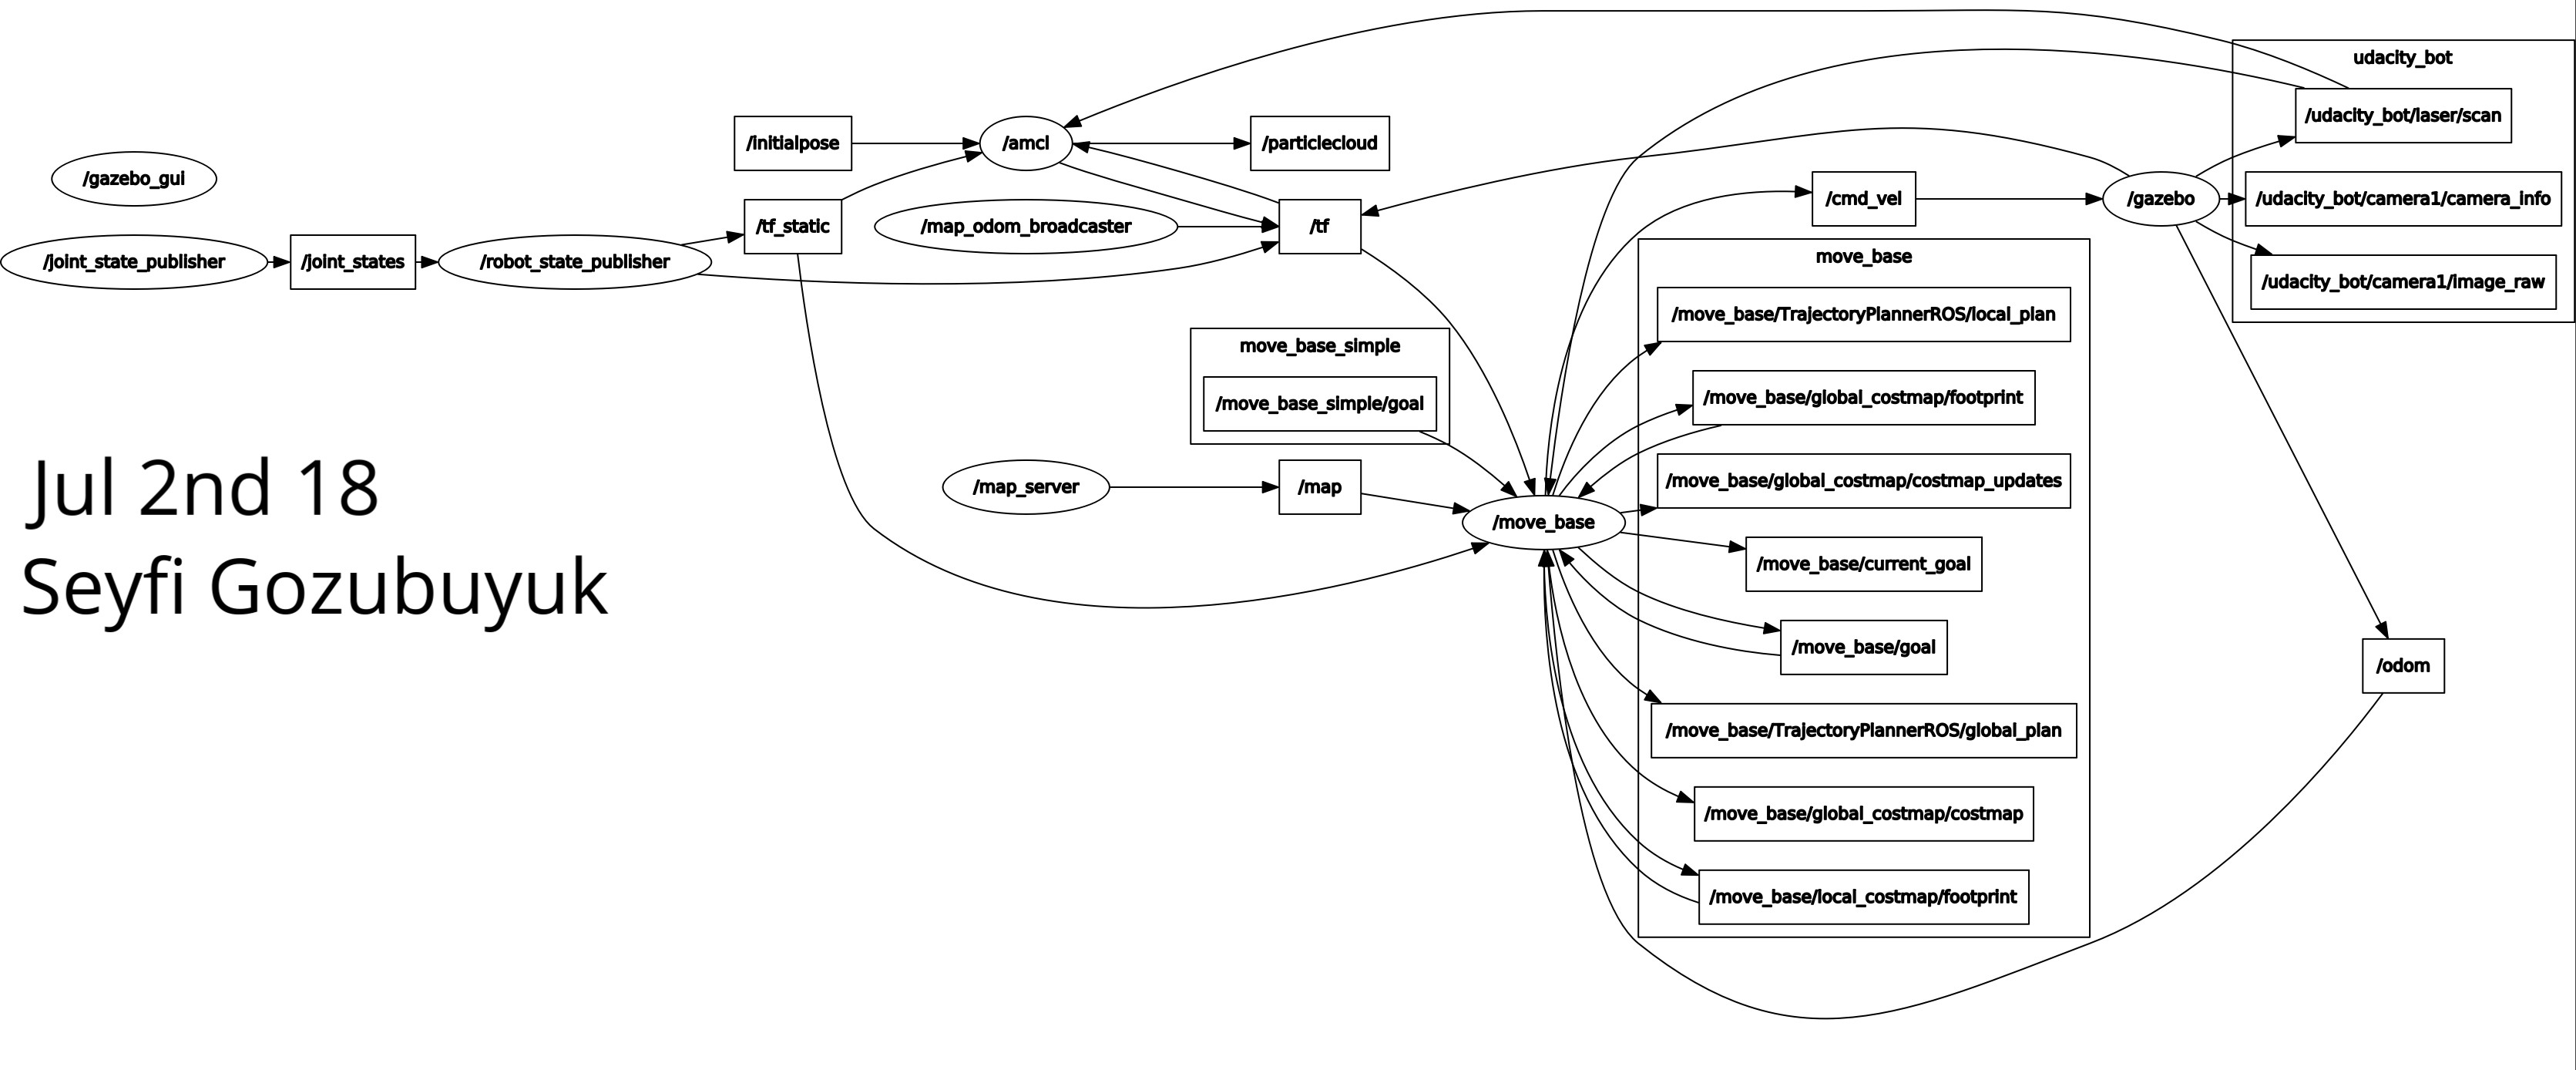 udacity_bot
/udacity_bot/laser/scan
/initialpose
/amcl
/particlecloud
/gazebo_gui
/cmd_vel
/gazebo
/udacity_bot/camera1/camera_info
/tf_static
/map_odom_broadcaster
/tf
/joint_state_publisher
/joint_states
/robot_state_publisher
move_base
/udacity_bot/camera1/image_raw
/move_base/TrajectoryPlannerROS/local_plan
move_base_simple
/move_base_simple/goal
/move_base/global_costmap/footprint
/map_server
/map
/move_base/global_costmap/costmap_updates
/move_base
/move_base/current_goal
/move_base/goal
/odom
/move_base/TrajectoryPlannerROS/global_plan
/move_base/global_costmap/costmap
/move_base/local_costmap/footprint
Jul 2nd 18
Seyfi Gozubuyuk